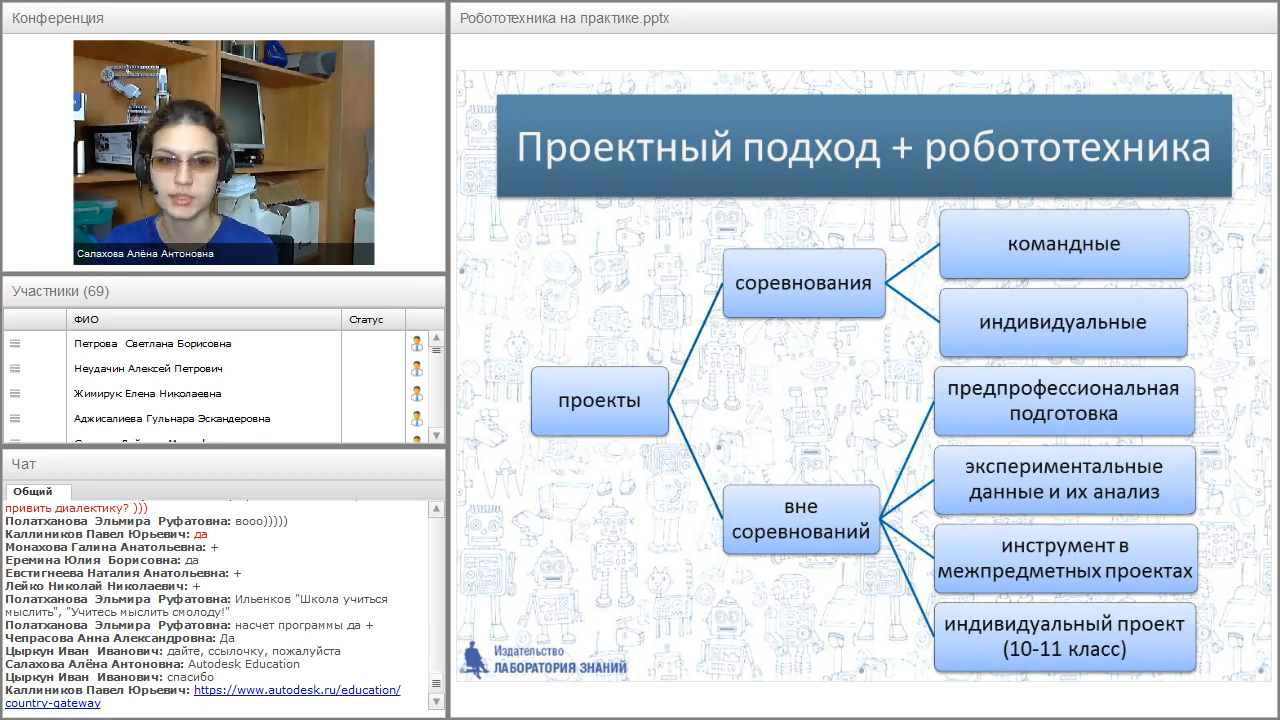 Конференция
Салахова Алёна Антоновна
Участники (69)
ФИО
Статус
Петрова Светлана Борисовна
Неудачин Алексей Петрович
Жимирук Елена Николаевна
Аджисалиева Гульнара Эскандеровна
Чат
Общий
привить диалектику? )))
Полатханова Эльмира Руфатовна: вооо)))))
Каллиников Павел Юрьевич: да
Монахова Галина Анатольевна: +
Еремина Юлия Борисовна: да
Евстигнеева Наталия Анатольевна: +
Лейко Николай Николаевич: +
Полатханова Эльмира Руфатовна: Ильенков "Школа учиться
мыслить", "Учитесь мыслить смолоду!"
Полатханова Эльмира Руфатовна: насчет программы да +
Чепрасова Анна Александровна: Да
Цыркун Иван Иванович: дайте, ссылочку, пожалуйста
Салахова Алёна Антоновна: Autodesk Education
Цыркун Иван Иванович: спасибо
Каллиников Павел Юрьевич: https://www.autodesk.ru/education/
country-gateway
Робототехника на практике.pptx
Проектный подход + робототехника
проекты
соревнования
командные
индивидуальные
вне
соревнований
предпрофессиональная
подготовка
экспериментальные
данные и их анализ
инструмент в
межпредметных проектах
индивидуальный проект
(10-11 класс)
Издательство
ЛАБОРАТОРИЯ ЗНАНИЙ